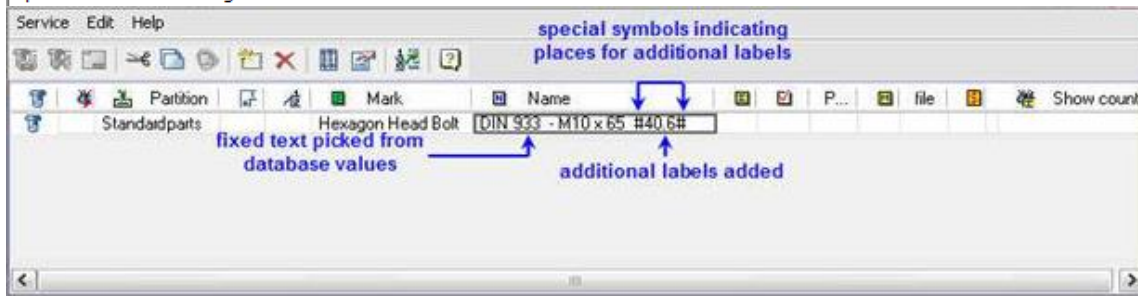 Service Edit Help
special symbols indicating
places for additional labels
Partition Mark Name P... file Show count
Standardparts Hexagon Head Bolt DIN 933 - M10 x 65 #40.6#
fixed text picked from
database values
additional labels added